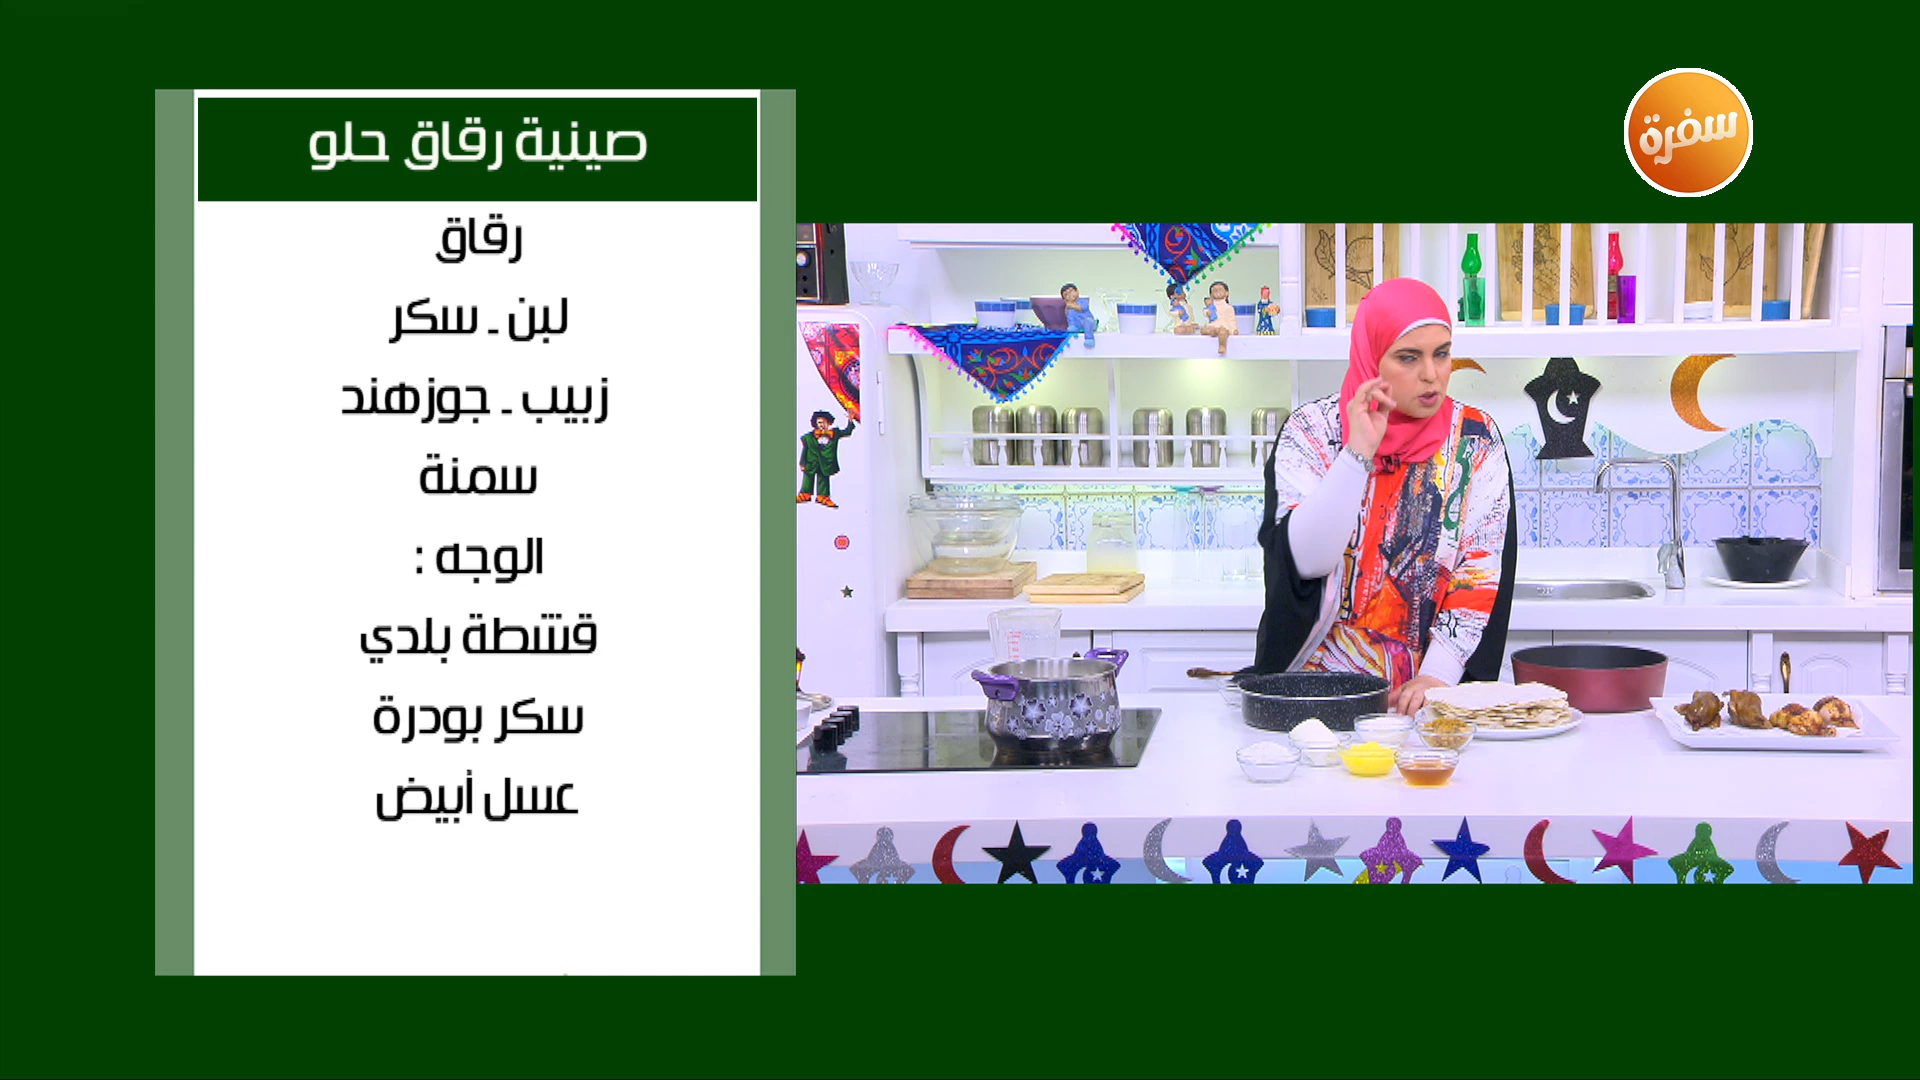 صينية رقاق حلو
رقاق
لبن - سكر
زبيب - جوزهند
سمنة
الوجه :
قشطة بلدي
سكر بودرة
عسل أبيض
سفرة